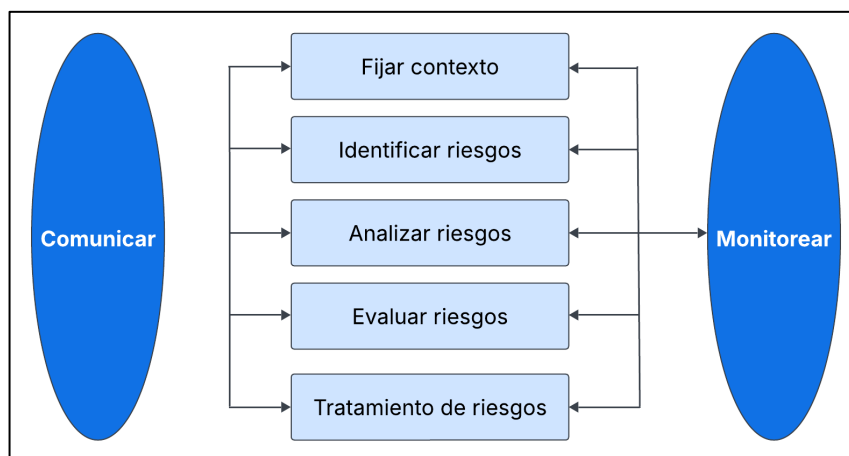 Comunicar
Fijar contexto
Identificar riesgos
Analizar riesgos
Evaluar riesgos
Tratamiento de riesgos
Monitorear